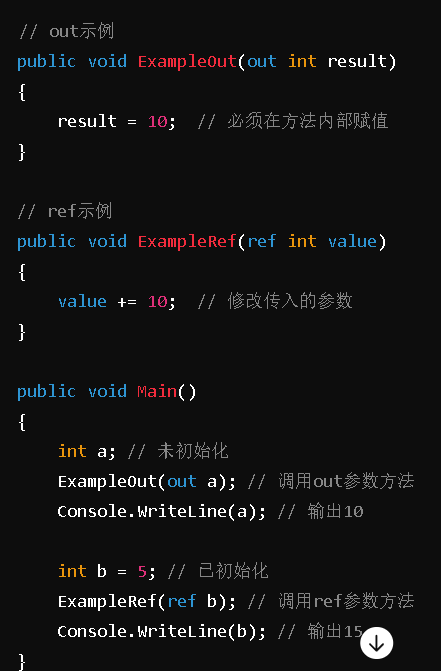 // out示例
public void ExampleOut(out int result)
{
    result = 10;  // 必须在方法内部赋值
}

// ref示例
public void ExampleRef(ref int value)
{
    value += 10;  // 修改传入的参数
}

public void Main()
{
    int a; // 未初始化
    ExampleOut(out a); // 调用out参数方法
    Console.WriteLine(a); // 输出10

    int b = 5; // 已初始化
    ExampleRef(ref b); // 调用ref参数方法
    Console.WriteLine(b); // 输出15
}